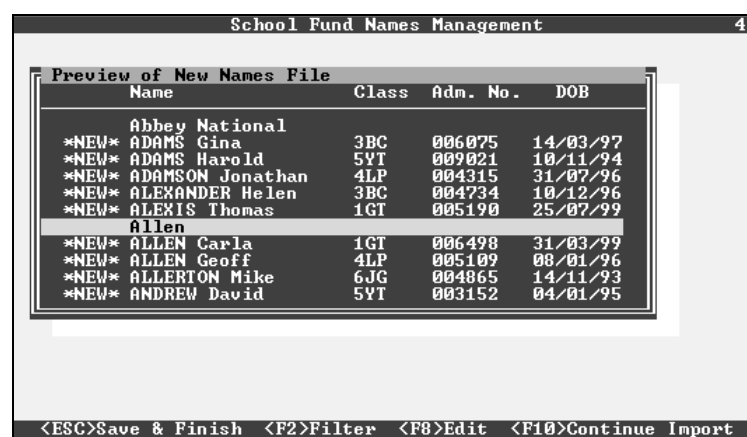 School Fund Names Management 4
Preview of New Names File
Name Class Adm. No. DOB
Abbey National
*NEW* ADAMS Gina 3BC 006075 14/03/97
*NEW* ADAMS Harold 5YT 009021 10/11/94
*NEW* ADAMSON Jonathan 4LP 004315 31/07/96
*NEW* ALEXANDER Helen 3BC 004734 10/12/96
*NEW* ALEXIS Thomas 1GT 005190 25/07/99
Allen
*NEW* ALLEN Carla 1GT 006498 31/03/99
*NEW* ALLEN Geoff 4LP 005109 08/01/96
*NEW* ALLERTON Mike 6JG 004865 14/11/93
*NEW* ANDREW David 5YT 003152 04/01/95
<ESC>Save & Finish <F2>Filter <F8>Edit <F10>Continue Import